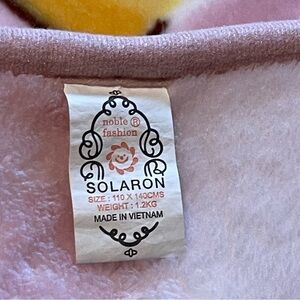 noble ®
fashion
SOLARON
SIZE : 110 X 140CMS
WEIGHT : 1.2KG
MADE IN VIETNAM